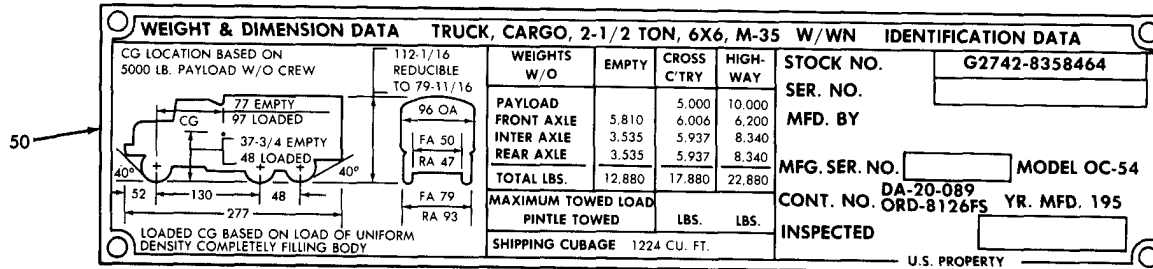 WEIGHT & DIMENSION DATA TRUCK, CARGO, 2-1/2 TON, 6X6, M-35 W/WN IDENTIFICATION DATA
CG LOCATION BASED ON
5000 LB. PAYLOAD W/O CREW
112-1/16
REDUCIBLE
TO 79-11/16
77 EMPTY
97 LOADED
CG
37-3/4 EMPTY
48 LOADED
40°
40°
52
130
48
277
96 OA
FA 50
RA 47
FA 79
RA 93
LOADED CG BASED ON LOAD OF UNIFORM
DENSITY COMPLETELY FILLING BODY
WEIGHTS W/O EMPTY CROSS C'TRY HIGH-WAY
PAYLOAD 5.000 10.000
FRONT AXLE 5,810 6,006 6,200
INTER AXLE 3.535 5.937 8.340
REAR AXLE 3.535 5.937 8.340
TOTAL LBS. 12,880 17.880 22,880
MAXIMUM TOWED LOAD
PINTLE TOWED LBS. LBS.
SHIPPING CUBAGE 1224 CU. FT.
STOCK NO. G2742-8358464
SER. NO.
MFD. BY
MFG. SER. NO. MODEL OC-54
CONT. NO. DA-20-089
ORD-8126FS YR. MFD. 195
INSPECTED
U.S. PROPERTY
50